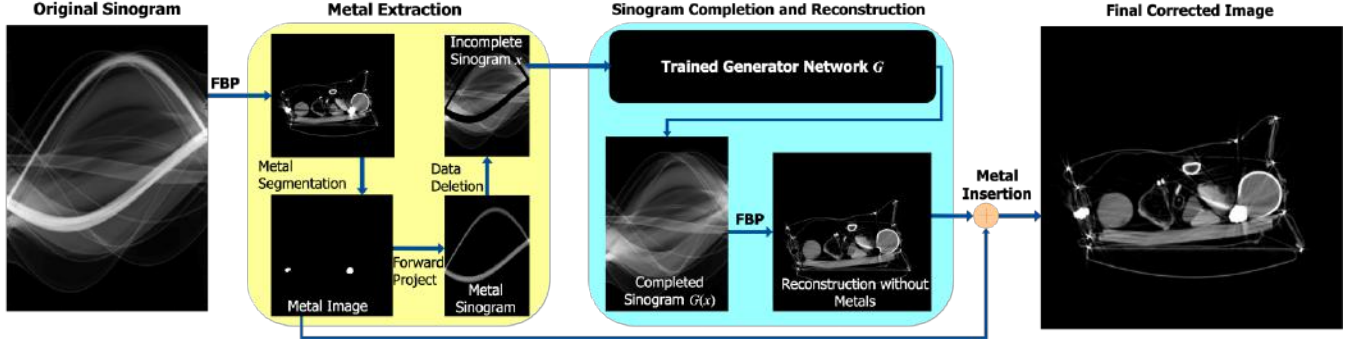 Original Sinogram
Metal Extraction
Sinogram Completion and Reconstruction
Final Corrected Image
FBP
Incomplete
Sinogram x
Metal
Segmentation
Data
Deletion
Metal Image
Forward
Project
Metal
Sinogram
Trained Generator Network G
Completed
Sinogram G(x)
FBP
Reconstruction without
Metals
Metal
Insertion